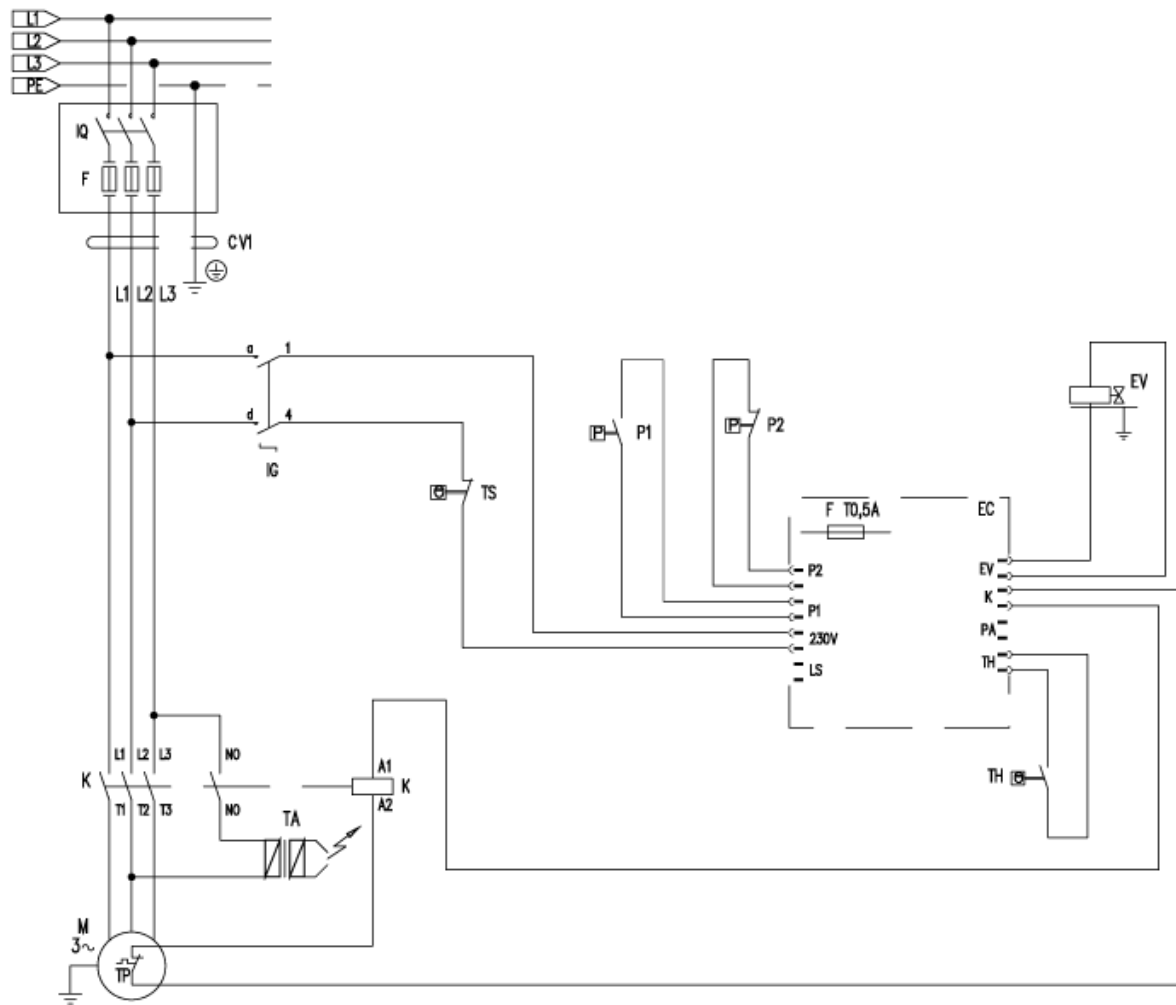 L1
L2
L3
PE
IQ
F
CV1
L1 L2 L3
a 1
d 4
IG
TS
P P1
P P2
EV
F T0,5A EC
P2
EV
P1
K
230V
PA
LS
TH
L1 L2 L3 NO
K
T1 T2 T3 NO
A1
K
A2
TA
TH
M
3~
TP